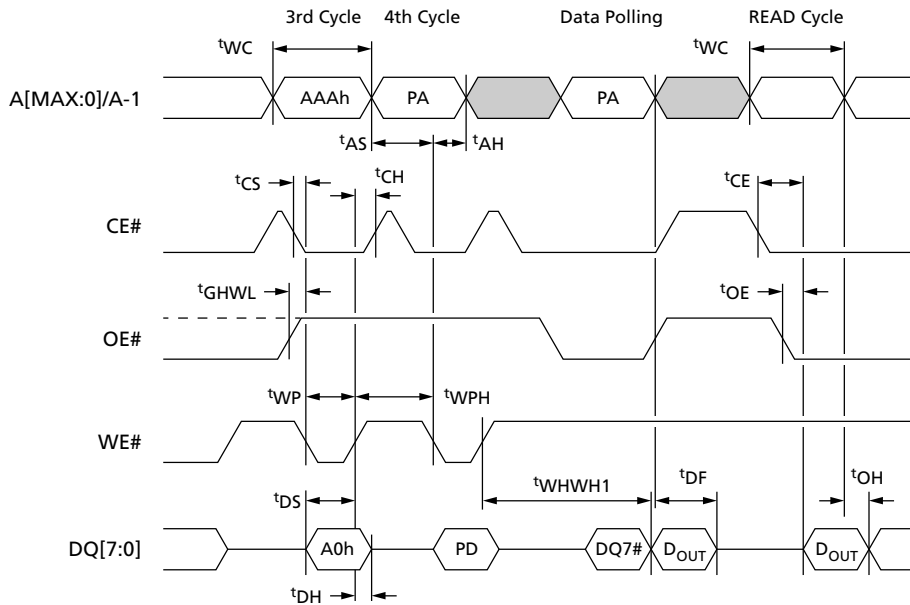 3rd Cycle 4th Cycle Data Polling READ Cycle
tWC tWC
A[MAX:0]/A-1 AAAh PA PA
tAS tAH
tCS tCH tCE
CE#
tGHWL tOE
OE#
tWP tWPH
WE#
tDS tWHWH1 tDF tOH
DQ[7:0] A0h PD DQ7# DOUT DOUT
tDH